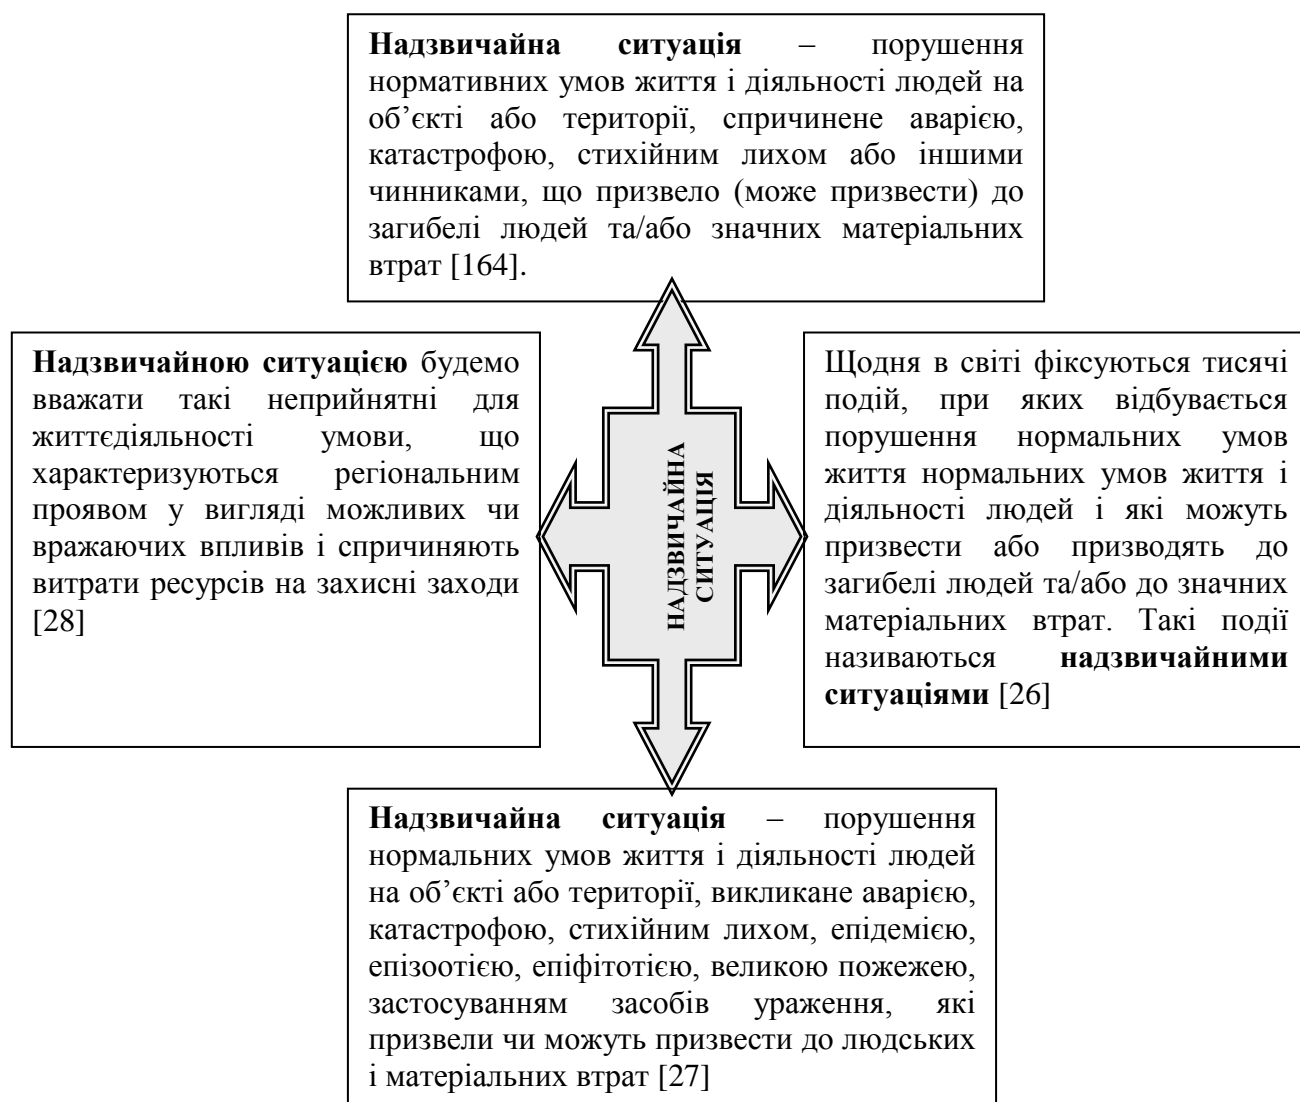 Надзвичайна ситуація – порушення
нормативних умов життя і діяльності людей на
об’єкті або території, спричинене аварією,
катастрофою, стихійним лихом або іншими
чинниками, що призвело (може призвести) до
загибелі людей та/або значних матеріальних
втрат [164].
Надзвичайною ситуацією будемо
вважати такі неприйнятні для
життєдіяльності умови, що
характеризуються регіональним
проявом у вигляді можливих чи
вражаючих впливів і спричиняють
витрати ресурсів на захисні заходи
[28]
НАДЗВИЧАЙНА
СИТУАЦІЯ
Щодня в світі фіксуються тисячі
подій, при яких відбувається
порушення нормальних умов
життя нормальних умов життя і
діяльності людей і які можуть
призвести або призводять до
загибелі людей та/або до значних
матеріальних втрат. Такі події
називаються надзвичайними
ситуаціями [26]
Надзвичайна ситуація – порушення
нормальних умов життя і діяльності людей
на об’єкті або території, викликане аварією,
катастрофою, стихійним лихом, епідемією,
епізоотією, епіфітотією, великою пожежею,
застосуванням засобів ураження, які
призвели чи можуть призвести до людських
і матеріальних втрат [27]